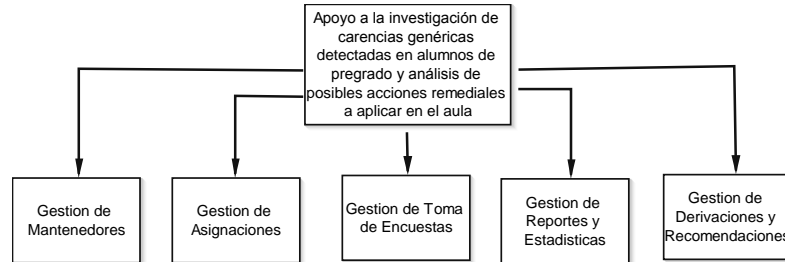 Apoyo a la investigación de
carencias genéricas
detectadas en alumnos de
pregrado y análisis de
posibles acciones remediales
a aplicar en el aula
Gestion de
Mantenedores
Gestion de
Asignaciones
Gestion de Toma
de Encuestas
Gestion de
Reportes y
Estadisticas
Gestion de
Derivaciones y
Recomendaciones